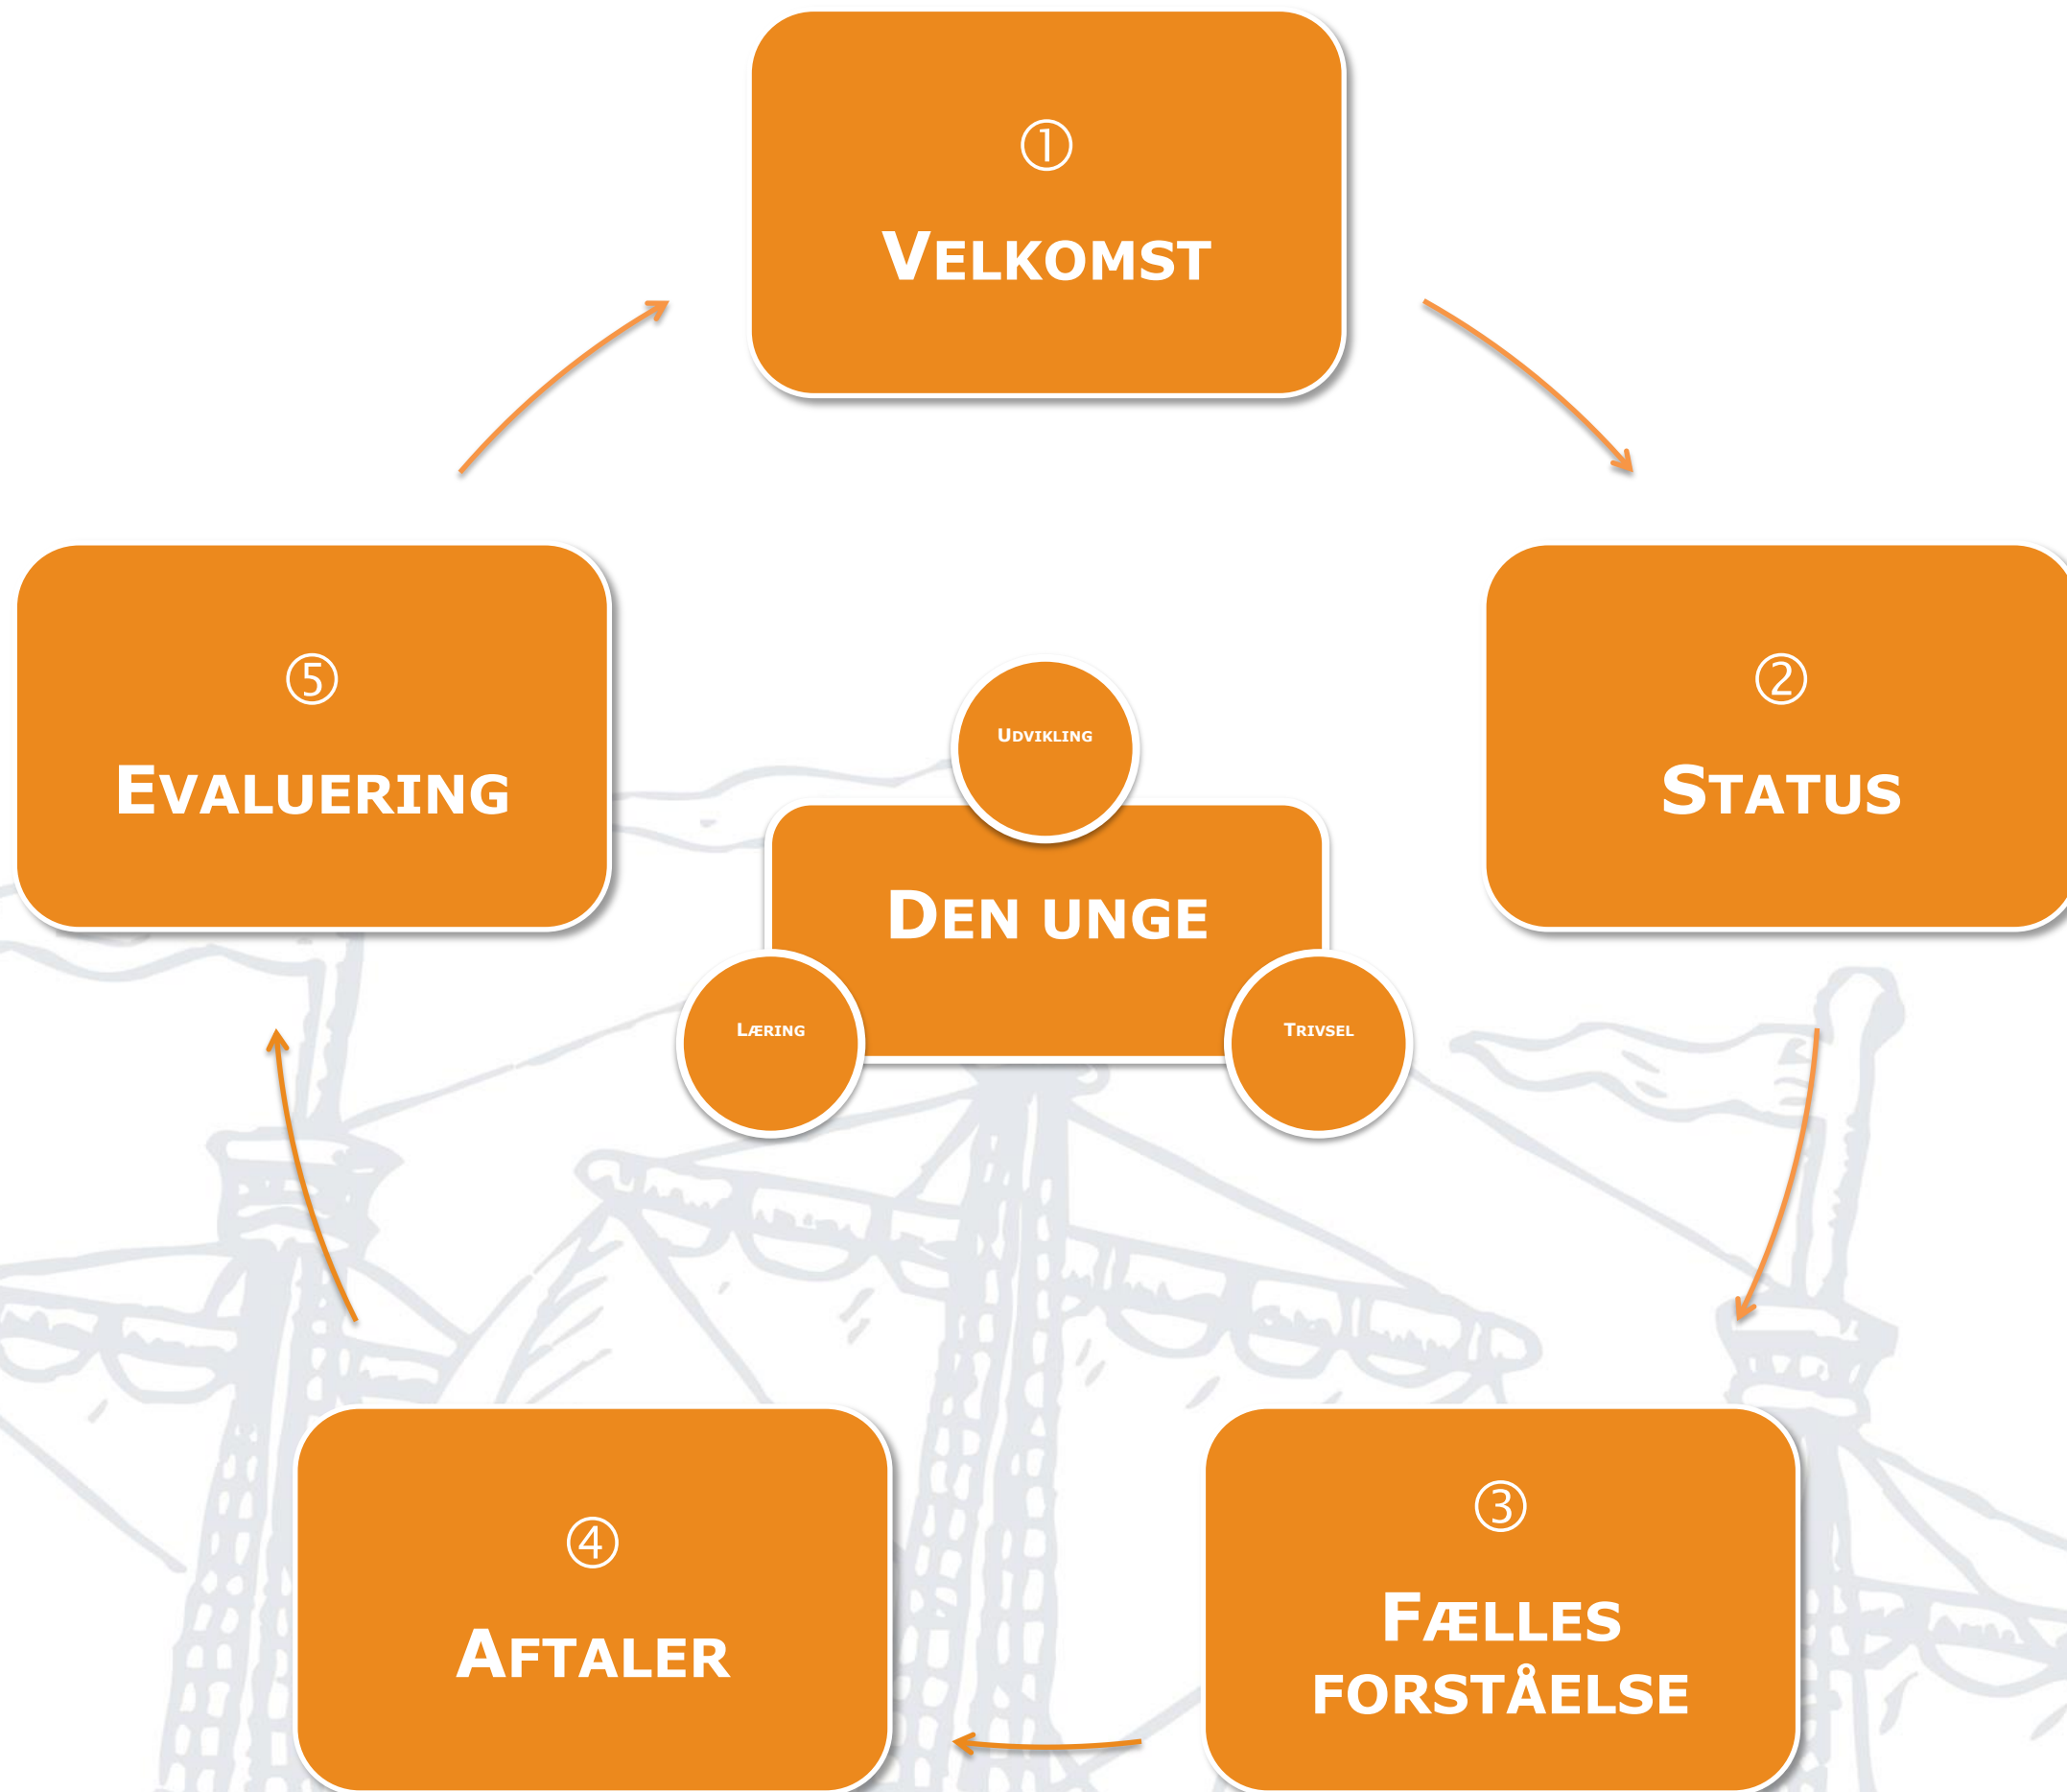 ①
Velkomst
②
Status
③
Fælles
forståelse
④
Aftaler
⑤
Evaluering
Udvikling
Den unge
Læring
Trivsel